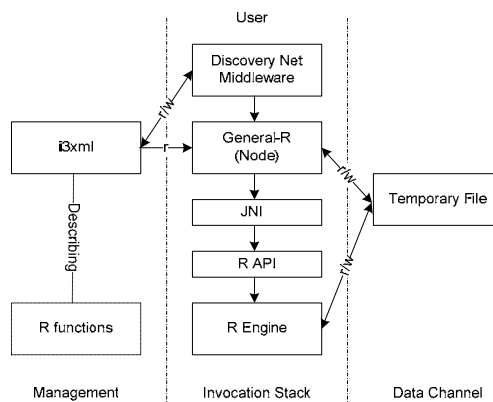 User
Discovery Net
Middleware
r/w
i3xml
r
General-R
(Node)
r/w
Describing
JNI
Temporary File
R API
r/w
R functions
R Engine
Management
Invocation Stack
Data Channel